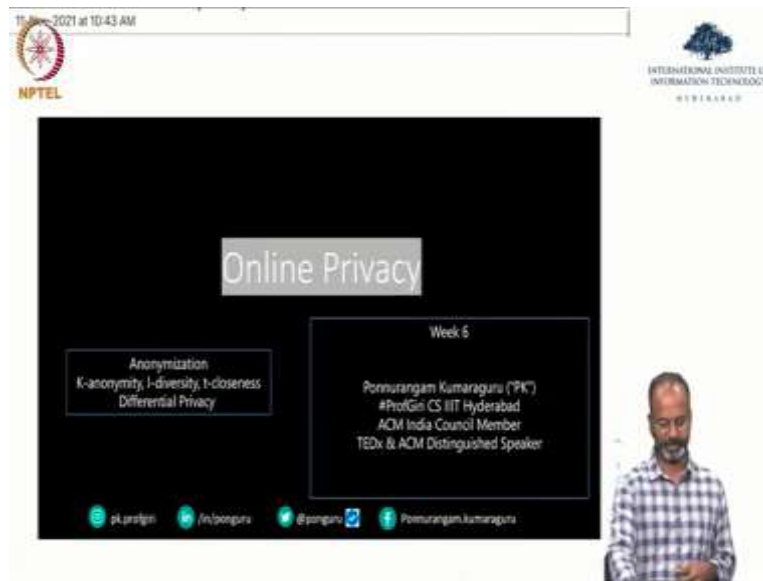 2021 at 10:43 AM
NPTEL
INTERNATIONAL INSTITUTE
INFORMATION TECHNOLOGY
HYDERABAD
Online Privacy
Anonymization
K-anonymity, l-diversity, t-closeness
Differential Privacy
Week 6
Ponnurangam Kumaraguru ("PK")
#ProfGiri CS IIIT Hyderabad
ACM India Council Member
TEDx & ACM Distinguished Speaker
pk.profgiri
/in/ponguru
@ponguru
Ponnurangam.kumaraguru